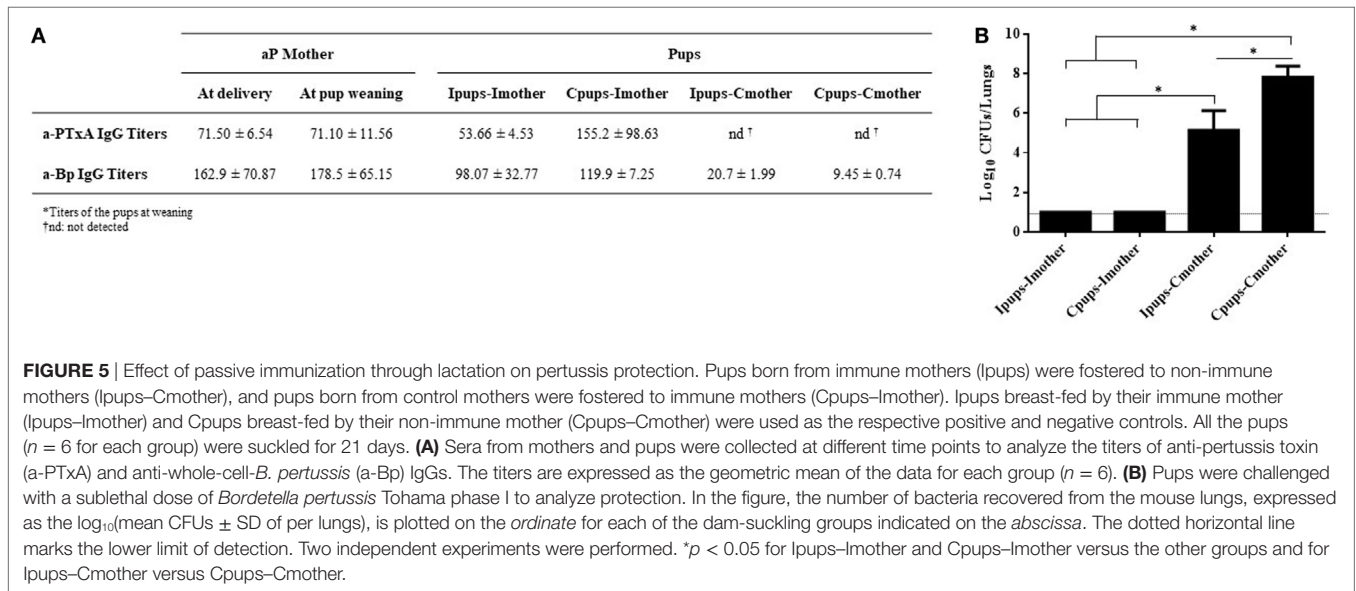 A
aP Mother Pups
At delivery At pup weaning Ipups-Imother Cpups-Imother Ipups-Cmother Cpups-Cmother
a-PTxA IgG Titers 71.50 ± 6.54 71.10 ± 11.56 53.66 ± 4.53 155.2 ± 98.63 nd † nd †
a-Bp IgG Titers 162.9 ± 70.87 178.5 ± 65.15 98.07 ± 32.77 119.9 ± 7.25 20.7 ± 1.99 9.45 ± 0.74
*Titers of the pups at weaning
†nd: not detected
B
Log10 CFUs/Lungs
10
8
6
4
2
0
*
*
*
Ipups-Imother
Cpups-Imother
Ipups-Cmother
Cpups-Cmother
FIGURE 5 | Effect of passive immunization through lactation on pertussis protection. Pups born from immune mothers (Ipups) were fostered to non-immune
mothers (Ipups–Cmother), and pups born from control mothers were fostered to immune mothers (Cpups–Imother). Ipups breast-fed by their immune mother
(Ipups–Imother) and Cpups breast-fed by their non-immune mother (Cpups–Cmother) were used as the respective positive and negative controls. All the pups
(n = 6 for each group) were suckled for 21 days. (A) Sera from mothers and pups were collected at different time points to analyze the titers of anti-pertussis toxin
(a-PTxA) and anti-whole-cell-B. pertussis (a-Bp) IgGs. The titers are expressed as the geometric mean of the data for each group (n = 6). (B) Pups were challenged
with a sublethal dose of Bordetella pertussis Tohama phase I to analyze protection. In the figure, the number of bacteria recovered from the mouse lungs, expressed
as the log10(mean CFUs ± SD of per lungs), is plotted on the ordinate for each of the dam-suckling groups indicated on the abscissa. The dotted horizontal line
marks the lower limit of detection. Two independent experiments were performed. *p < 0.05 for Ipups–Imother and Cpups–Imother versus the other groups and for
Ipups–Cmother versus Cpups–Cmother.